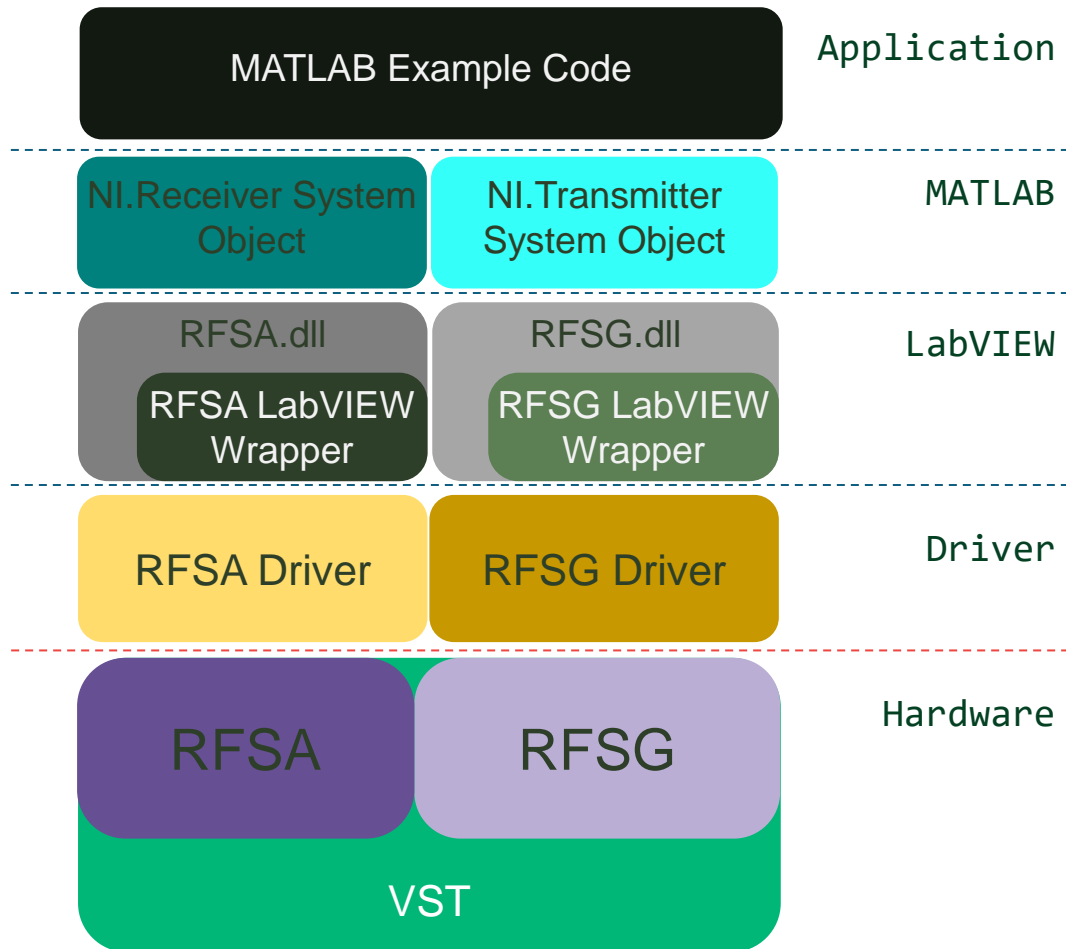 MATLAB Example Code
Application
NI.Receiver System
Object
NI.Transmitter
System Object
MATLAB
RFSA.dll
RFSA LabVIEW
Wrapper
RFSG.dll
RFSG LabVIEW
Wrapper
LabVIEW
RFSA Driver
RFSG Driver
Driver
RFSA
RFSG
Hardware
VST